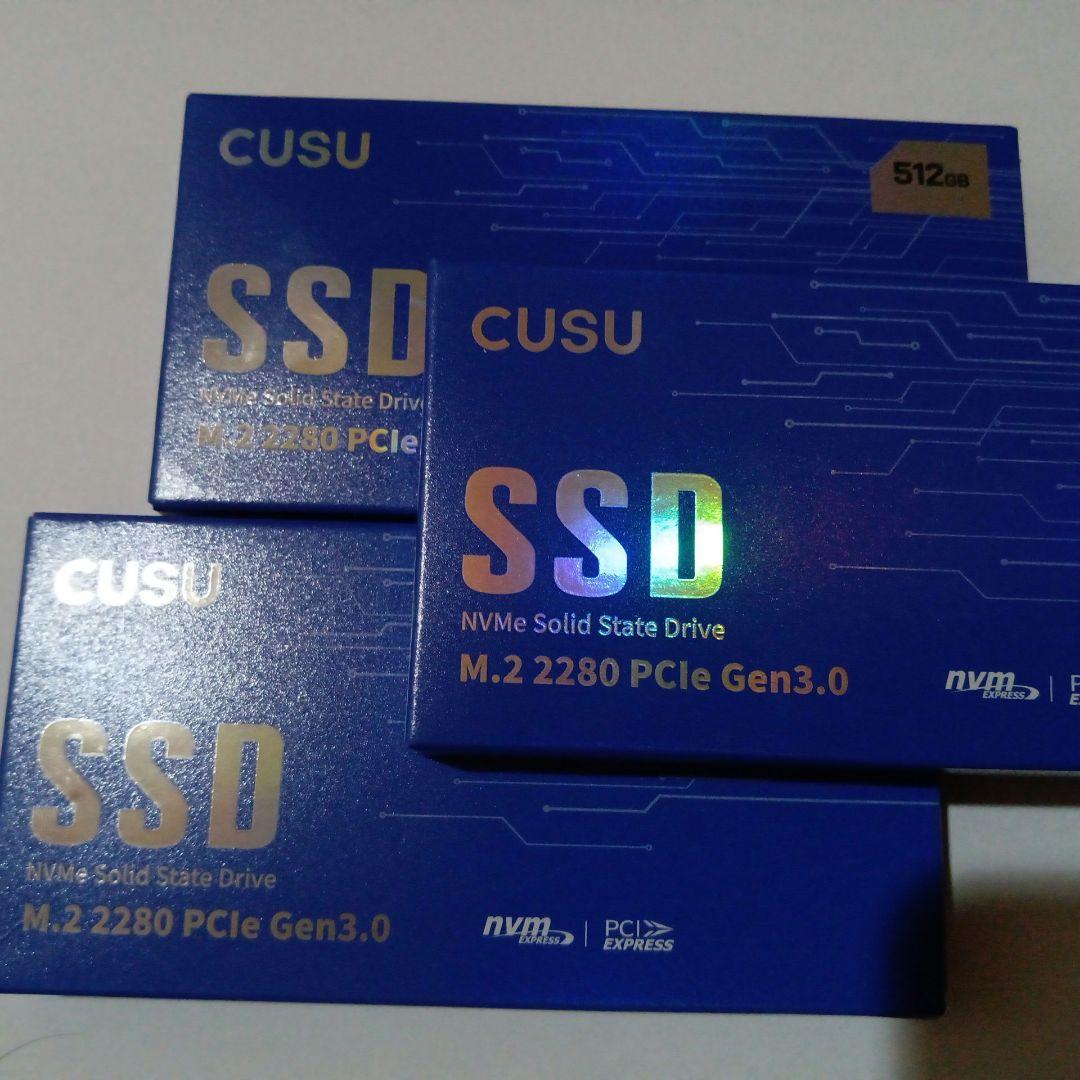 CUSU
512GB
SSD
NVMe Solid State Drive
M.2 2280 PCIe
CUSU
SSD
NVMe Solid State Drive
M.2 2280 PCIe Gen3.0
nvm EXPRESS
CUSU
SSD
NVMe Solid State Drive
M.2 2280 PCIe Gen3.0
nvm EXPRESS | PCI EXPRESS